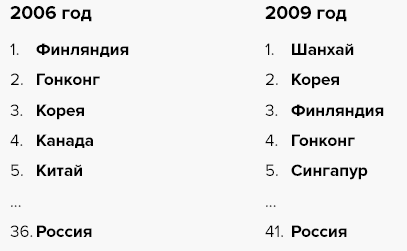 2006 год
1. Финляндия
2. Гонконг
3. Корея
4. Канада
5. Китай
...
36. Россия
2009 год
1. Шанхай
2. Корея
3. Финляндия
4. Гонконг
5. Сингапур
...
41. Россия